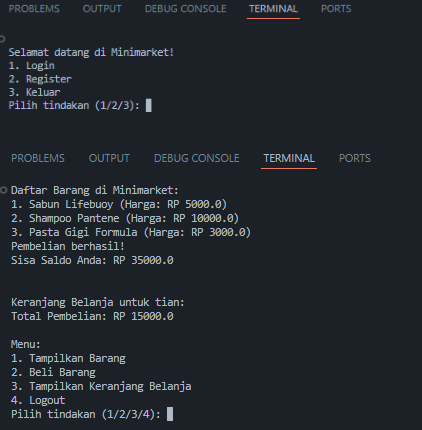 PROBLEMS OUTPUT DEBUG CONSOLE TERMINAL PORTS
Selamat datang di Minimarket!
1. Login
2. Register
3. Keluar
Pilih tindakan (1/2/3):
PROBLEMS OUTPUT DEBUG CONSOLE TERMINAL PORTS
Daftar Barang di Minimarket:
1. Sabun Lifebuoy (Harga: RP 5000.0)
2. Shampoo Pantene (Harga: RP 10000.0)
3. Pasta Gigi Formula (Harga: RP 3000.0)
Pembelian berhasil!
Sisa Saldo Anda: RP 35000.0
Keranjang Belanja untuk tian:
Total Pembelian: RP 15000.0
Menu:
1. Tampilkan Barang
2. Beli Barang
3. Tampilkan Keranjang Belanja
4. Logout
Pilih tindakan (1/2/3/4):